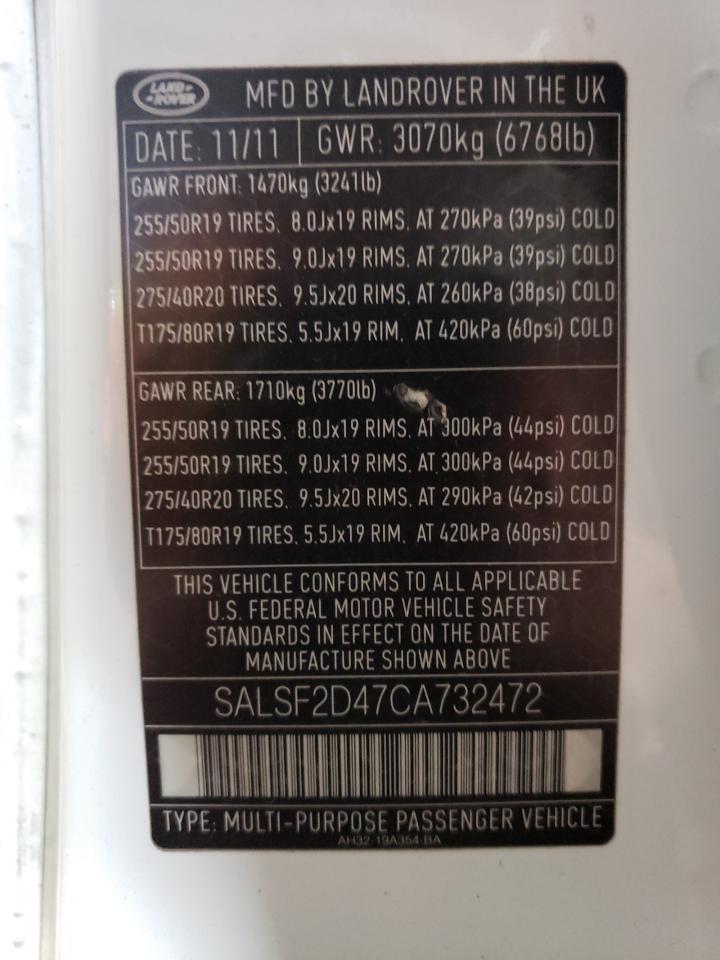 LAND-
-ROVER
MFD BY LANDROVER IN THE UK
DATE: 11/11 GWR: 3070kg (6768lb)
GAWR FRONT: 1470kg (3241lb)
255/50R19 TIRES, 8.0Jx19 RIMS, AT 270kPa (39psi) COLD
255/50R19 TIRES, 9.0Jx19 RIMS, AT 270kPa (39psi) COLD
275/40R20 TIRES, 9.5Jx20 RIMS, AT 260kPa (38psi) COLD
T175/80R19 TIRES, 5.5Jx19 RIM, AT 420kPa (60psi) COLD
GAWR REAR: 1710kg (3770lb)
255/50R19 TIRES, 8.0Jx19 RIMS, AT 300kPa (44psi) COLD
255/50R19 TIRES, 9.0Jx19 RIMS, AT 300kPa (44psi) COLD
275/40R20 TIRES, 9.5Jx20 RIMS, AT 290kPa (42psi) COLD
T175/80R19 TIRES, 5.5Jx19 RIM, AT 420kPa (60psi) COLD
THIS VEHICLE CONFORMS TO ALL APPLICABLE
U.S. FEDERAL MOTOR VEHICLE SAFETY
STANDARDS IN EFFECT ON THE DATE OF
MANUFACTURE SHOWN ABOVE
SALSF2D47CA732472
TYPE: MULTI-PURPOSE PASSENGER VEHICLE
AH32-19A354-BA